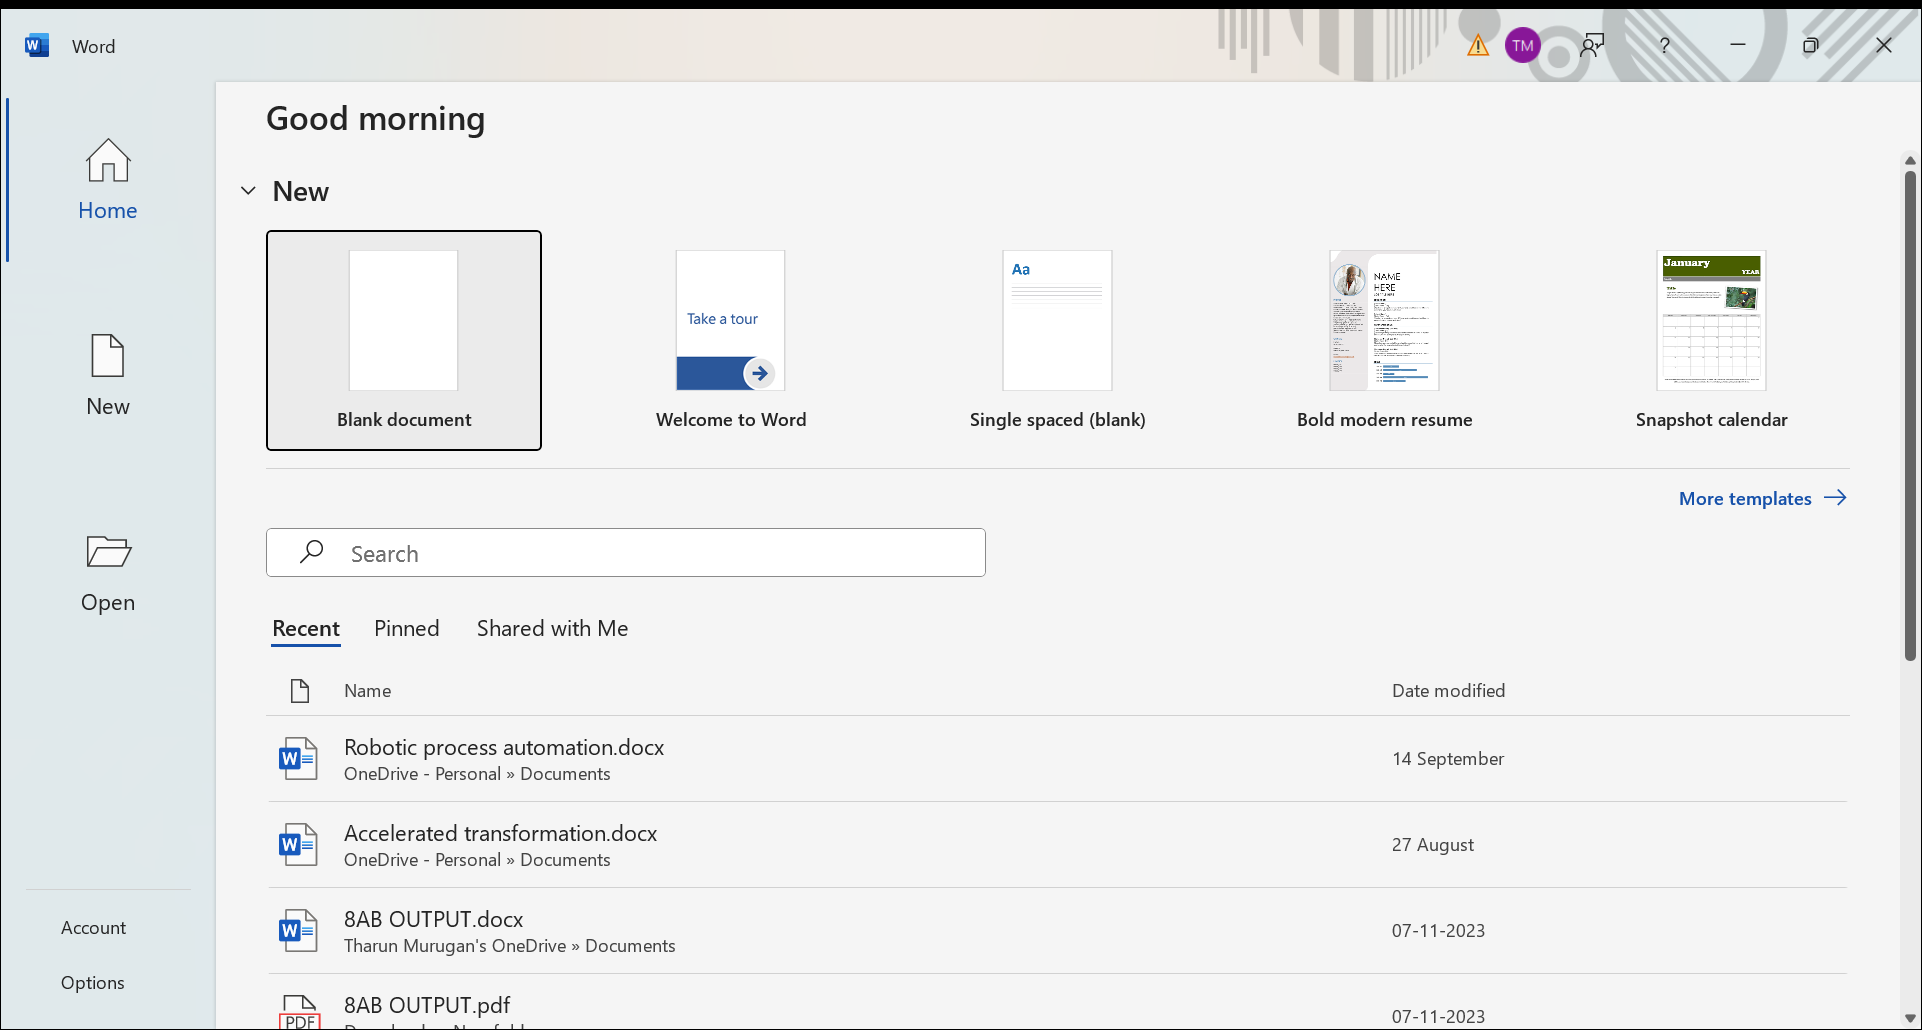 Word
TM
?
Good morning
Home
New
Open
Account
Options
New
Blank document
Take a tour
Welcome to Word
Aa
Single spaced (blank)
NAME
HERE
Bold modern resume
January
YEAR
Snapshot calendar
More templates
Search
Recent Pinned Shared with Me
Name Date modified
Robotic process automation.docx
OneDrive - Personal » Documents
14 September
Accelerated transformation.docx
OneDrive - Personal » Documents
27 August
8AB OUTPUT.docx
Tharun Murugan's OneDrive » Documents
07-11-2023
PDF
8AB OUTPUT.pdf
07-11-2023